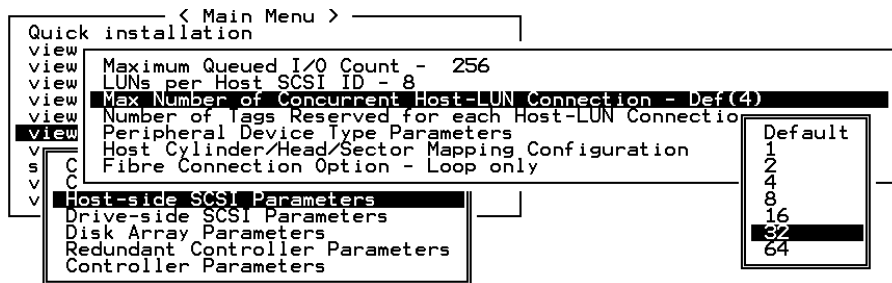 < Main Menu >
Quick installation
view
view
view
view
view
view
v
s
v
v
Maximum Queued I/O Count - 256
LUNs per Host SCSI ID - 8
Max Number of Concurrent Host-LUN Connection - Def(4)
Number of Tags Reserved for each Host-LUN Connectio
Peripheral Device Type Parameters
Host Cylinder/Head/Sector Mapping Configuration
Fibre Connection Option - Loop only
C
C
Host-side SCSI Parameters
Drive-side SCSI Parameters
Disk Array Parameters
Redundant Controller Parameters
Controller Parameters
Default
1
2
4
8
16
32
64